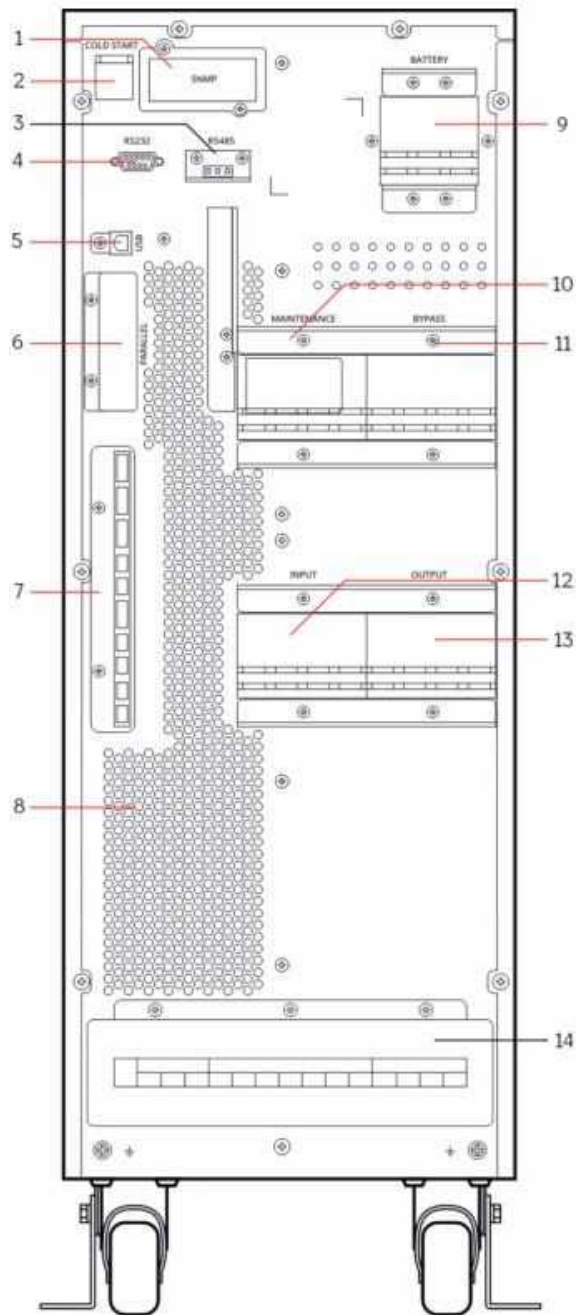 1
COLD START
BATTERY
SNMP
2
3
9
RS232
RS485
4
5
USB
10
MAINTENANCE
BYPASS
6
PARALLEL
11
7
INPUT
OUTPUT
12
13
8
14